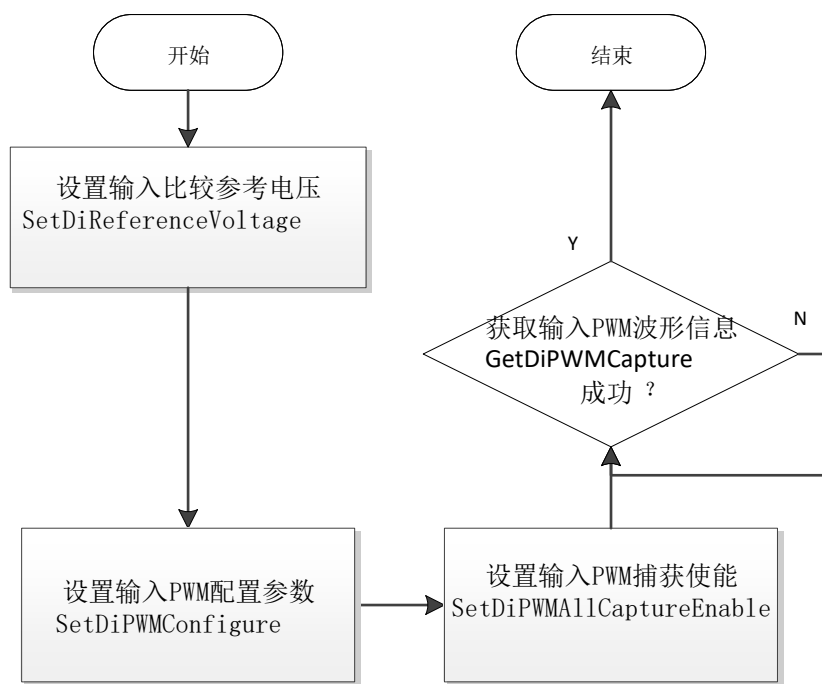 开始
设置输入比较参考电压
SetDiReferenceVoltage
设置输入PWM配置参数
SetDiPWMConfigure
设置输入PWM捕获使能
SetDiPWMAllCaptureEnable
获取输入PWM波形信息
GetDiPWMCapture
成功 ?
Y
N
结束